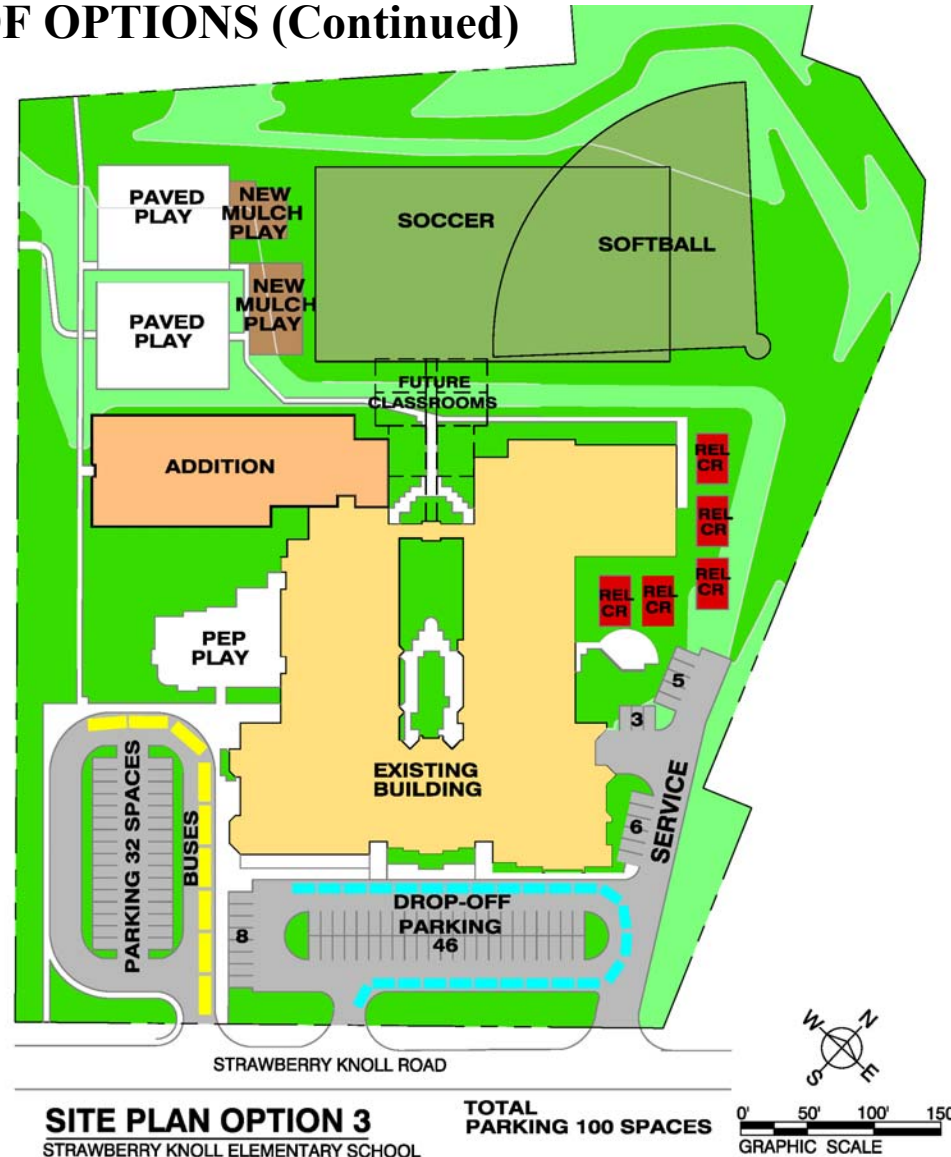 OF OPTIONS (Continued)
PAVED
PLAY
NEW
MULCH
PLAY
SOCCER
SOFTBALL
PAVED
PLAY
NEW
MULCH
PLAY
FUTURE
CLASSROOMS
ADDITION
REL
CR
REL
CR
REL
CR
REL
CR
REL
CR
PEP
PLAY
5
3
EXISTING
BUILDING
6
SERVICE
PARKING 32 SPACES
BUSES
8
DROP-OFF
PARKING
46
STRAWBERRY KNOLL ROAD
W N
S E
SITE PLAN OPTION 3
STRAWBERRY KNOLL ELEMENTARY SCHOOL
TOTAL
PARKING 100 SPACES
0' 50' 100' 150
GRAPHIC SCALE